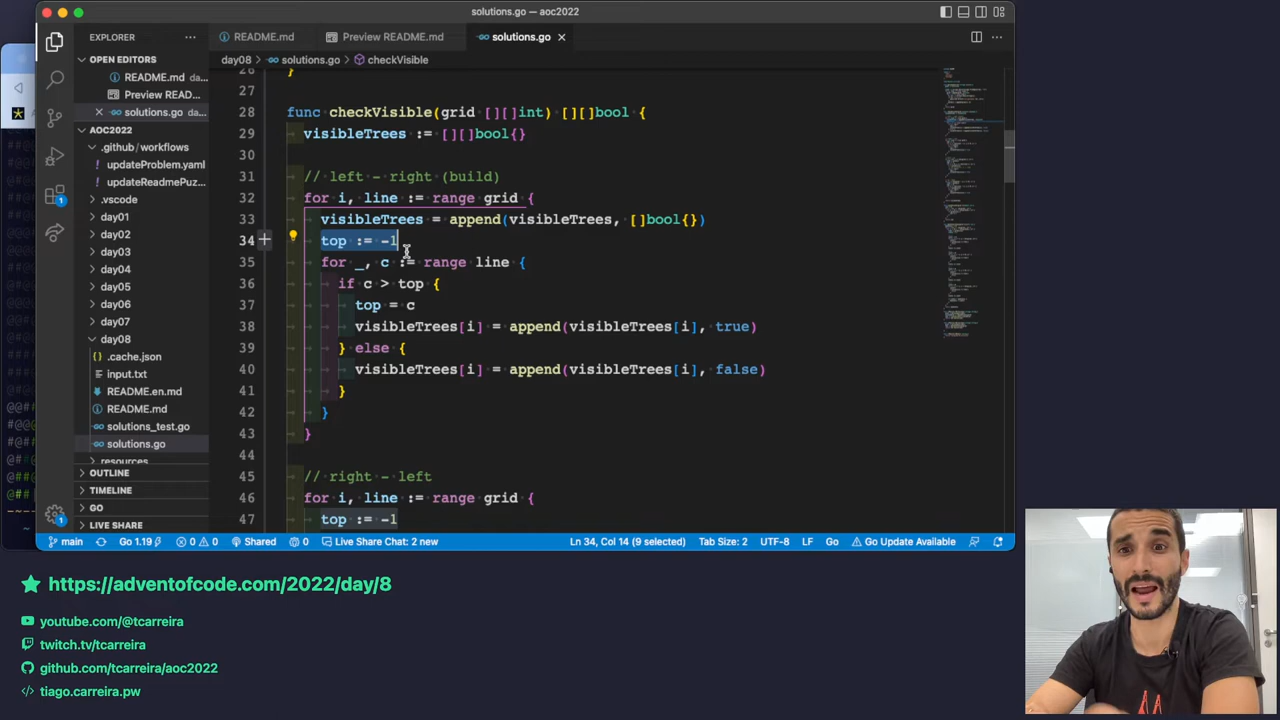 solutions.go — aoc2022
EXPLORER
README.md
Preview README.md
solutions.go
OPEN EDITORS
README.md da...
Preview READ...
solutions.go da...
AOC2022
.github/workflows
updateProblem.yaml
updateReadmePuz...
.vscode
day01
day02
day03
day04
day05
day06
day07
day08
.cache.json
input.txt
README.en.md
README.md
solutions_test.go
solutions.go
resources
OUTLINE
TIMELINE
GO
LIVE SHARE
day08 > solutions.go > checkVisible
26 }
27
28 func checkVisible(grid [][]int) [][]bool {
29 visibleTrees := [][]bool{}
30
31 // left - right (build)
32 for i, line := range grid {
33 visibleTrees = append(visibleTrees, []bool{})
34 top := -1
35 for _, c := range line {
36 if c > top {
37 top = c
38 visibleTrees[i] = append(visibleTrees[i], true)
39 } else {
40 visibleTrees[i] = append(visibleTrees[i], false)
41 }
42 }
43 }
44
45 // right - left
46 for i, line := range grid {
47 top := -1
1
1
main
Go 1.19
0 0
Shared
0
Live Share Chat: 2 new
Ln 34, Col 14 (9 selected)
Tab Size: 2
UTF-8
LF
Go
Go Update Available
https://adventofcode.com/2022/day/8
youtube.com/@tcarreira
twitch.tv/tcarreira
github.com/tcarreira/aoc2022
tiago.carreira.pw